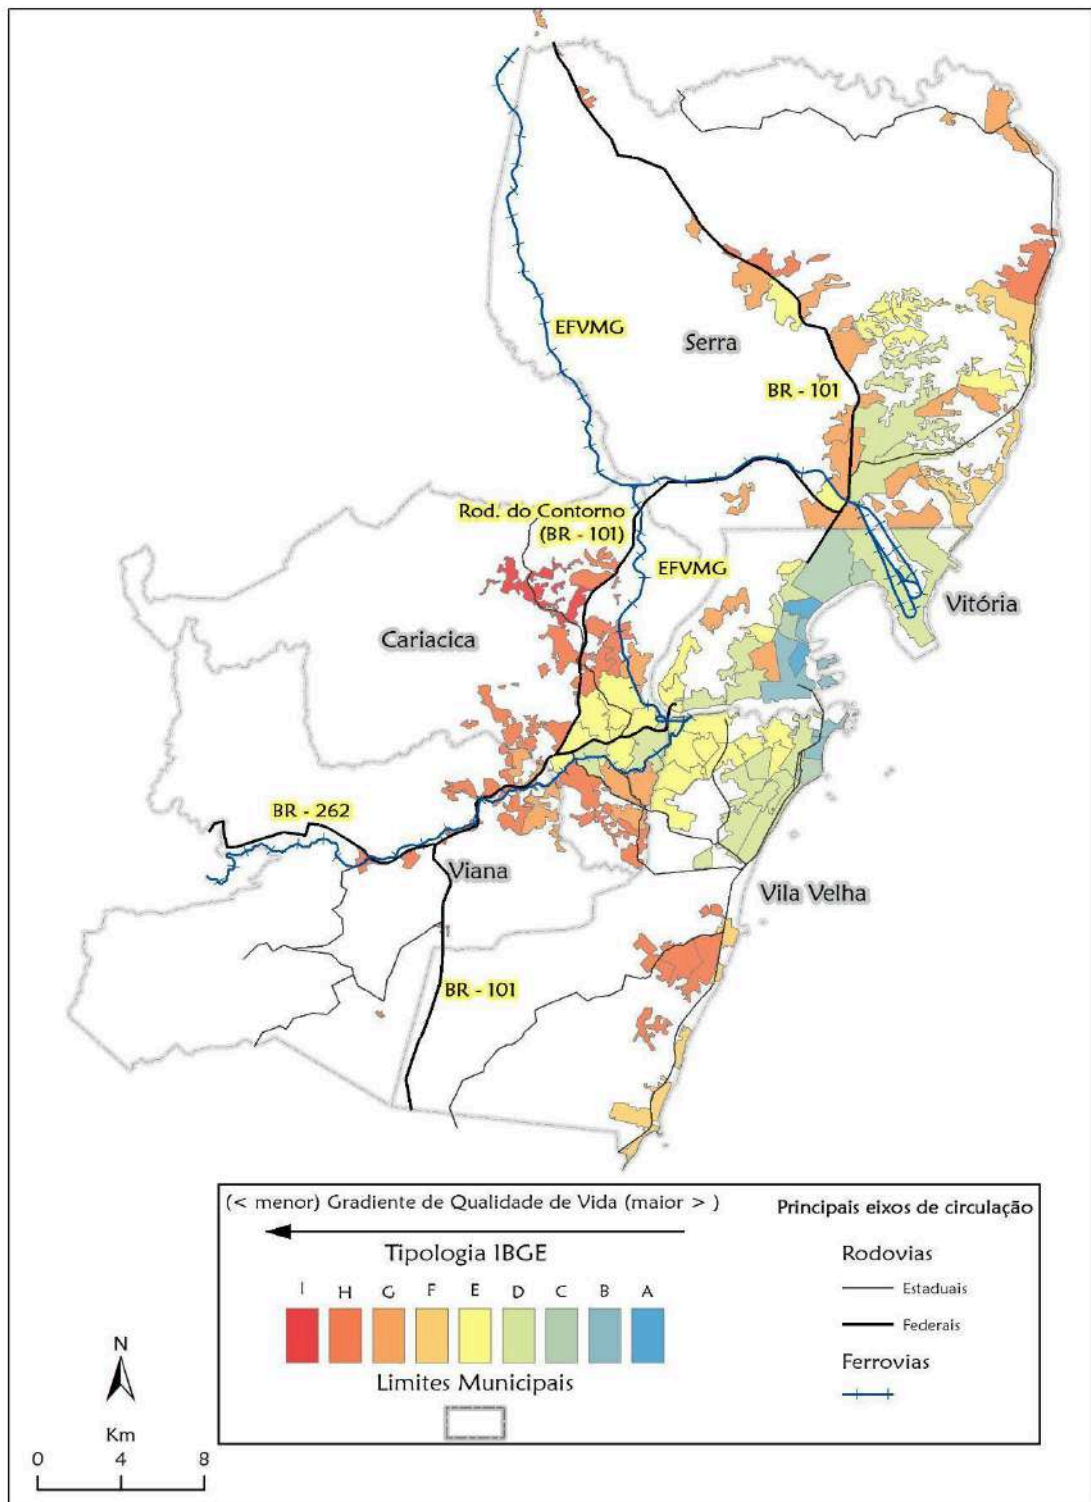 EFVMG
Serra
BR - 101
Rod. do Contorno
(BR - 101)
EFVMG
Vitória
Cariacica
BR - 262
Viana
Vila Velha
BR - 101
(< menor) Gradiente de Qualidade de Vida (maior > )
Tipologia IBGE
I H G F E D C B A
Limites Municipais
Principais eixos de circulação
Rodovias
Estaduais
Federais
Ferrovias
N
Km
0 4 8